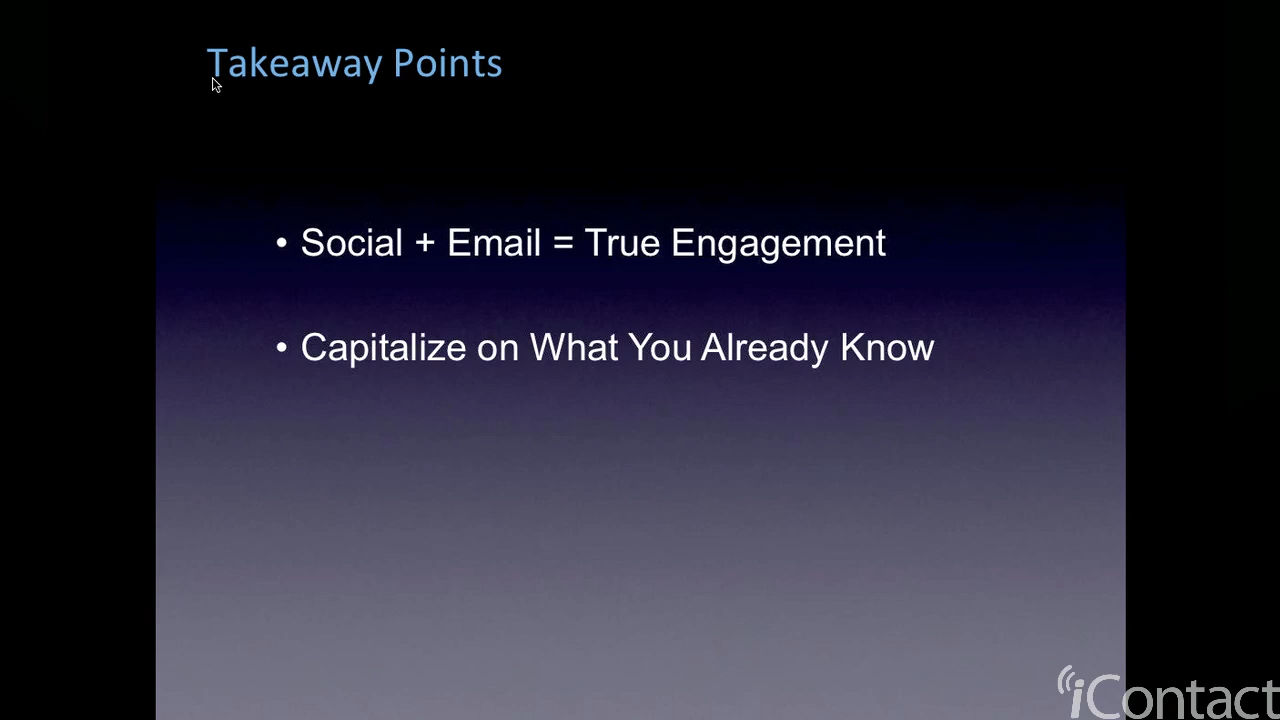 Takeaway Points
• Social + Email = True Engagement
• Capitalize on What You Already Know
iContact